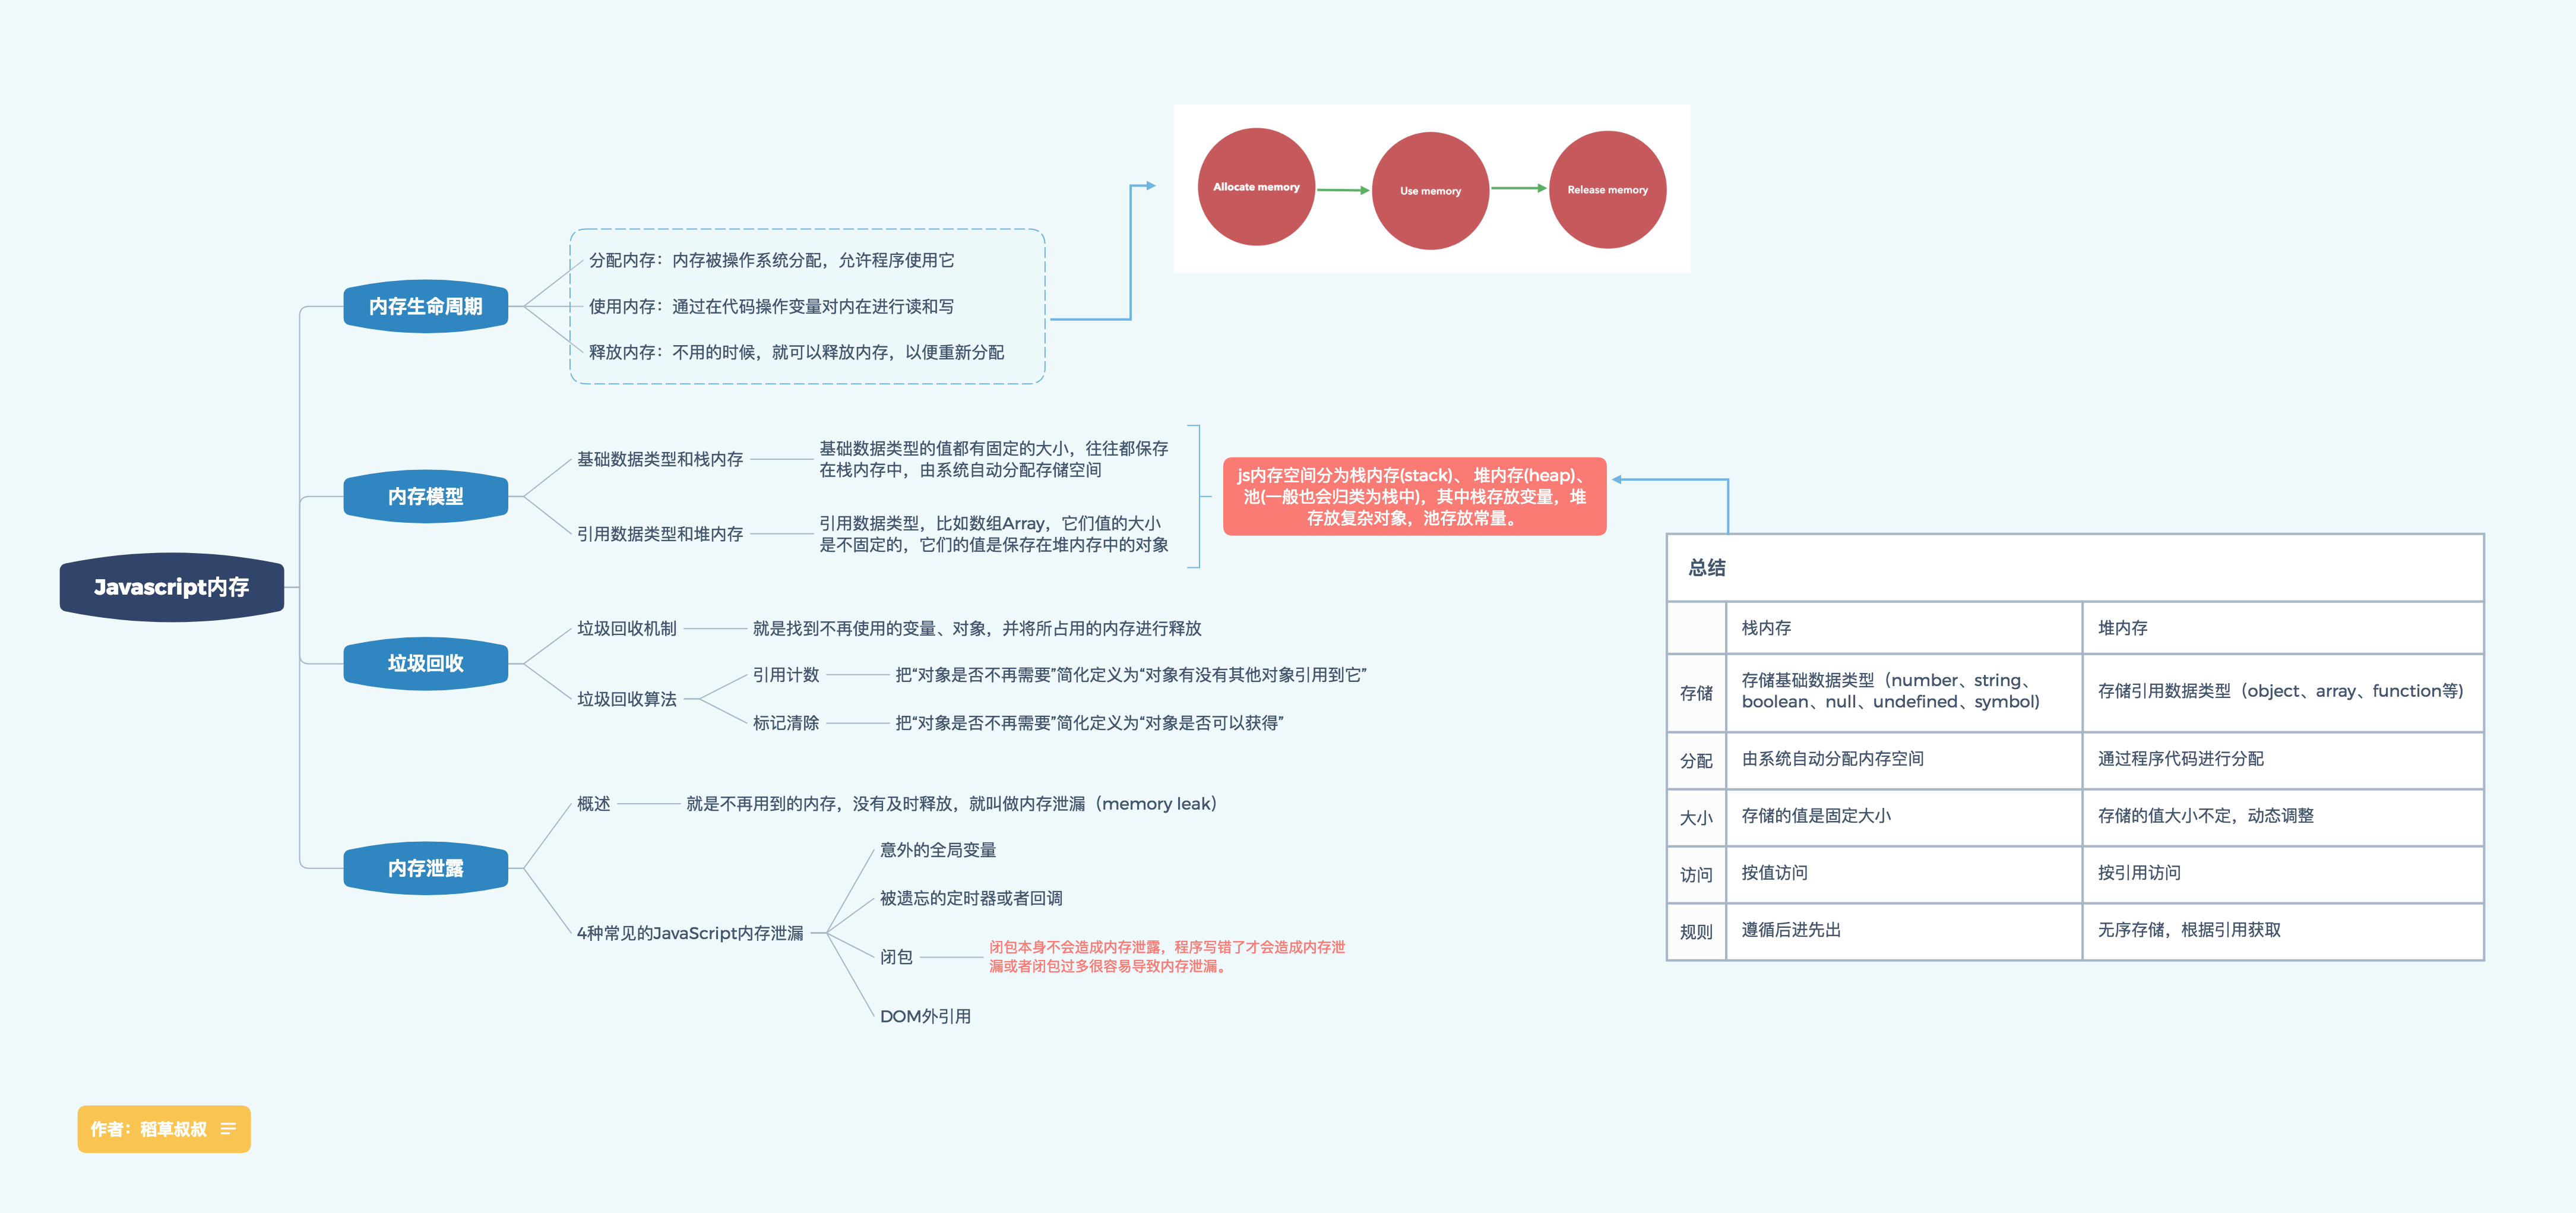 Allocate memory
Use memory
Release memory
分配内存：内存被操作系统分配，允许程序使用它
内存生命周期
使用内存：通过在代码操作变量对内在进行读和写
释放内存：不用的时候，就可以释放内存，以便重新分配
内存模型
基础数据类型和栈内存
基础数据类型的值都有固定的大小，往往都保存
在栈内存中，由系统自动分配存储空间
引用数据类型和堆内存
引用数据类型，比如数组Array，它们值的大小
是不固定的，它们的值是保存在堆内存中的对象
js内存空间分为栈内存(stack)、 堆内存(heap)、
池(一般也会归类为栈中)，其中栈存放变量，堆
存放复杂对象，池存放常量。
Javascript内存
垃圾回收
垃圾回收机制
就是找到不再使用的变量、对象，并将所占用的内存进行释放
垃圾回收算法
引用计数
把“对象是否不再需要”简化定义为“对象有没有其他对象引用到它”
标记清除
把“对象是否不再需要”简化定义为“对象是否可以获得”
内存泄露
概述
就是不再用到的内存，没有及时释放，就叫做内存泄漏（memory leak）
4种常见的JavaScript内存泄漏
意外的全局变量
被遗忘的定时器或者回调
闭包
闭包本身不会造成内存泄露，程序写错了才会造成内存泄
漏或者闭包过多很容易导致内存泄漏。
DOM外引用
总结
栈内存
堆内存
存储
存储基础数据类型（number、string、
boolean、null、undefined、symbol)
存储引用数据类型（object、array、function等)
分配
由系统自动分配内存空间
通过程序代码进行分配
大小
存储的值是固定大小
存储的值大小不定，动态调整
访问
按值访问
按引用访问
规则
遵循后进先出
无序存储，根据引用获取
作者：稻草叔叔